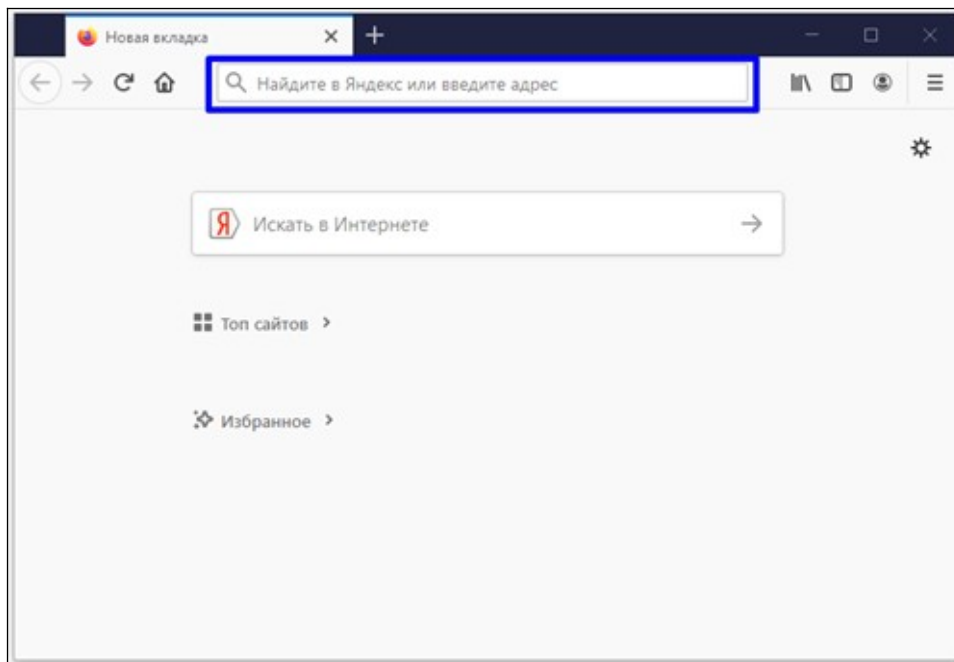 Новая вкладка
Найдите в Яндекс или введите адрес
Я Искать в Интернете
Топ сайтов
Избранное